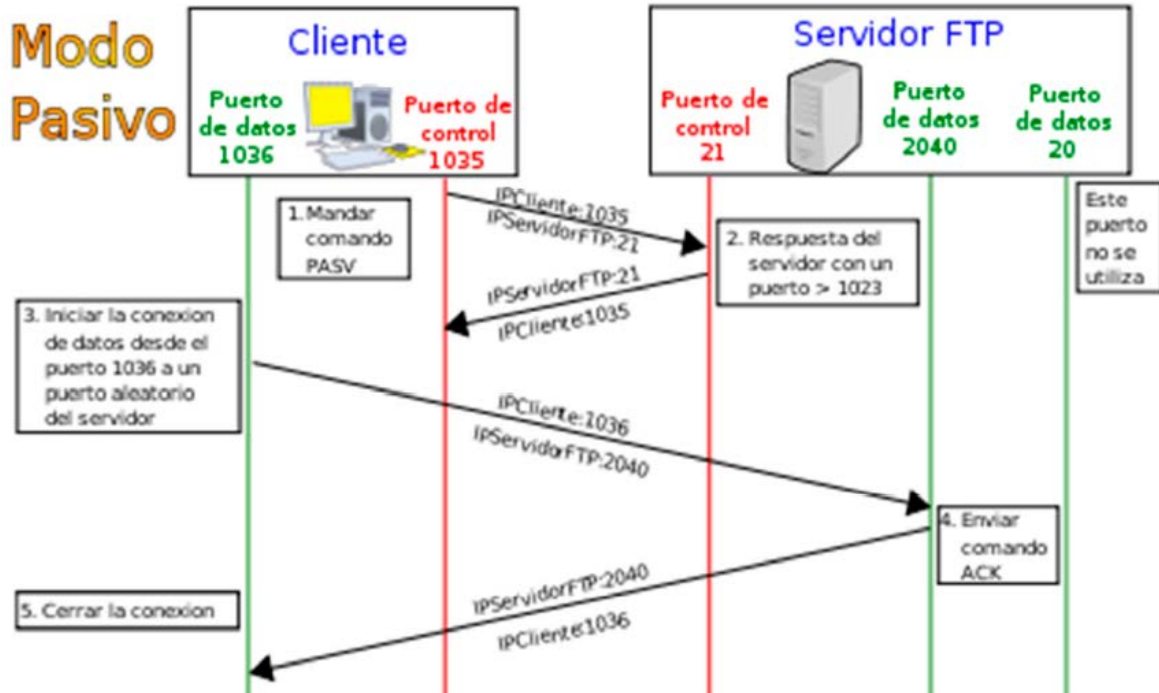 Modo
Pasivo
Cliente
Puerto
de datos
1036
Puerto de
control
1035
Servidor FTP
Puerto de
control
21
Puerto
de datos
2040
Puerto
de datos
20
1. Mandar
comando
PASV
IPCliente:1035
IPServidorFTP:21
2. Respuesta del
servidor con un
puerto > 1023
Este
puerto
no se
utiliza
IPServidorFTP:21
IPCliente:1035
3. Iniciar la conexion
de datos desde el
puerto 1036 a un
puerto aleatorio
del servidor
IPCliente:1036
IPServidorFTP:2040
4. Enviar
comando
ACK
IPServidorFTP:2040
IPCliente:1036
5. Cerrar la conexion